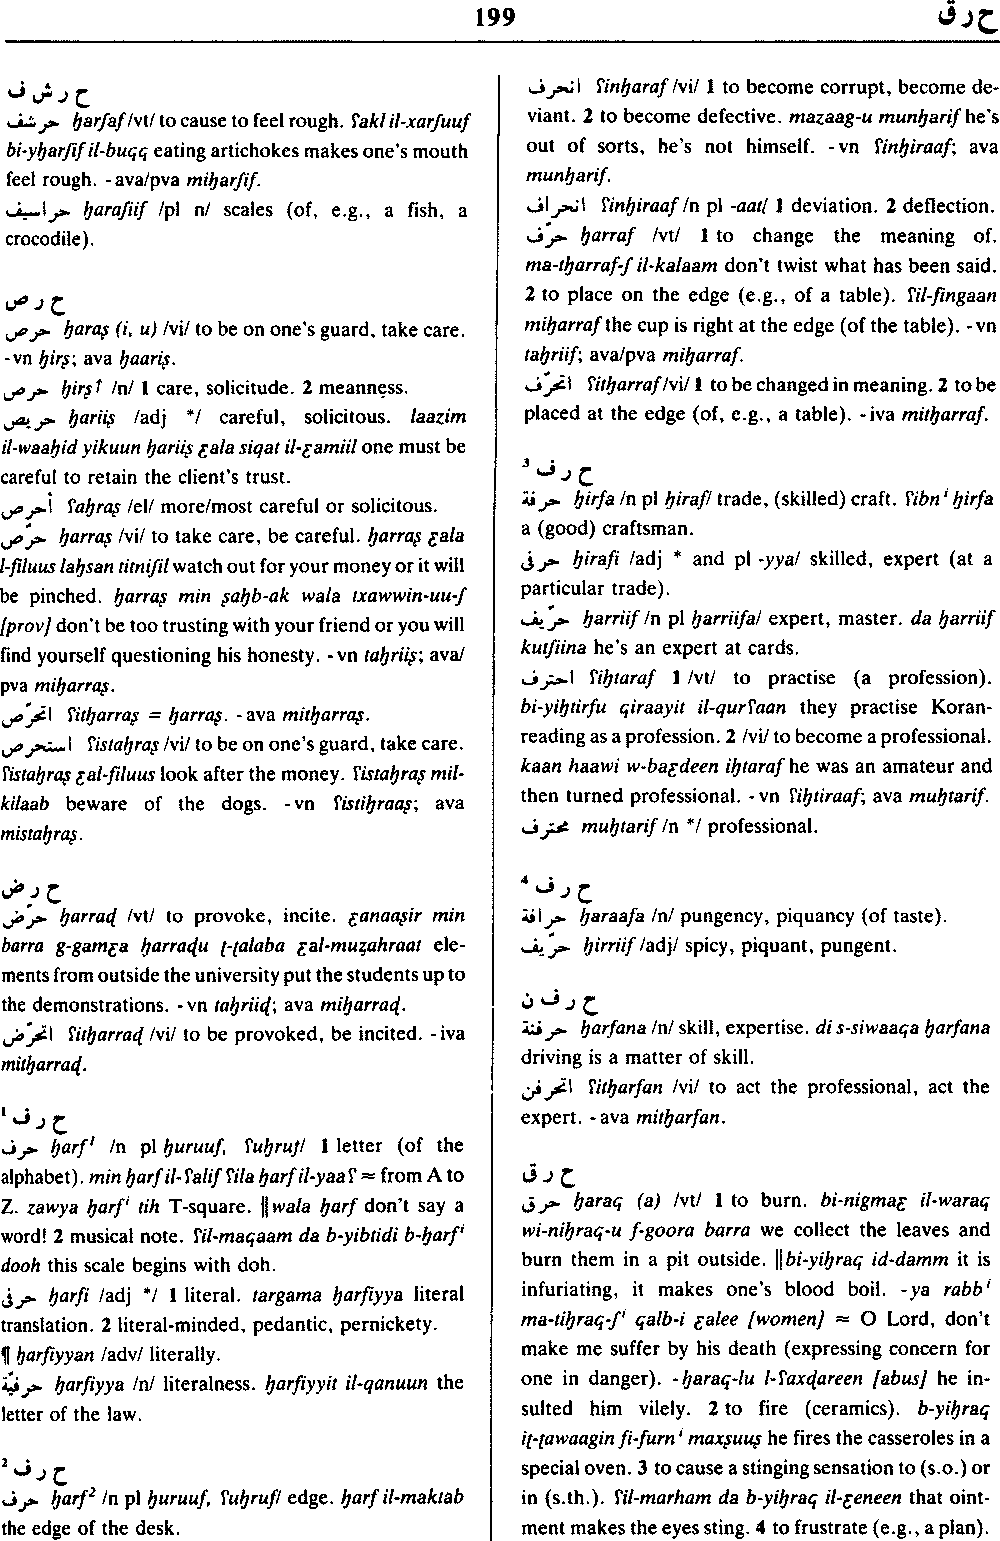 199
ح ر ق
ح ر ش ف
حرشف ḥarʃaf /vt/ to cause to feel rough. ʕakl il-xarʃuuf
bi-yḥarʃif il-buqq eating artichokes makes one's mouth
feel rough. -ava/pva miḥarʃif.
حراسيف ḥaraʃiif /pl n/ scales (of, e.g., a fish, a
crocodile).
ح ر ص
حرص ḥaraṣ (i, u) /vi/ to be on one's guard, take care.
-vn ḥirṣ; ava ḥaariṣ.
حرص ḥirṣ† /n/ 1 care, solicitude. 2 meanness.
حريص ḥariiṣ /adj */ careful, solicitous. laazim
il-waaḥid yikuun ḥariiṣ ƹala siqat il-ƹamiil one must be
careful to retain the client's trust.
أحرص ʕaḥraṣ /el/ more/most careful or solicitous.
حرّص ḥarraṣ /vi/ to take care, be careful. ḥarraṣ ƹala
l-filuus laḥsan titniʃil watch out for your money or it will
be pinched. ḥarraṣ min ṣaḥb-ak wala txawwin-uu-ʃ
[prov] don't be too trusting with your friend or you will
find yourself questioning his honesty. -vn taḥriiṣ; ava/
pva miḥarraṣ.
اتحرّص ʕitḥarraṣ = ḥarraṣ. -ava mitḥarraṣ.
استحرص ʕistaḥraṣ /vi/ to be on one's guard, take care.
ʕistaḥraṣ ƹal-filuus look after the money. ʕistaḥraṣ mil-
kilaab beware of the dogs. -vn ʕistiḥraaṣ; ava
mistaḥraṣ.
ح ر ض
حرّض ḥarraḍ /vt/ to provoke, incite. ƹanaaṣir min
barra g-gamƹa ḥarraḍu ṭ-ṭalaba ƹal-muẓahraat ele-
ments from outside the university put the students up to
the demonstrations. -vn taḥriiḍ; ava miḥarraḍ.
اتحرّض ʕitḥarraḍ /vi/ to be provoked, be incited. -iva
mitḥarraḍ.
ح ر ف ¹
حرف ḥarf¹ /n pl ḥuruuf, ʕuḥruf/ 1 letter (of the
alphabet). min ḥarf il-ʕalif ʕila ḥarf il-yaaʕ ≈ from A to
Z. zawya ḥarfⁱ tih T-square. ‖wala ḥarf don't say a
word! 2 musical note. ʕil-maqaam da b-yibtidi b-ḥarfⁱ
dooh this scale begins with doh.
حرفي ḥarfi /adj */ 1 literal. targama ḥarfiyya literal
translation. 2 literal-minded, pedantic, pernickety.
¶ ḥarfiyyan /adv/ literally.
حرفيّة ḥarfiyya /n/ literalness. ḥarfiyyit il-qanuun the
letter of the law.
ح ر ف ²
حرف ḥarf² /n pl ḥuruuf, ʕuḥruf/ edge. ḥarf il-maktab
the edge of the desk.
انحرف ʕinḥaraf /vi/ 1 to become corrupt, become de-
viant. 2 to become defective. mazaag-u munḥarif he's
out of sorts, he's not himself. -vn ʕinḥiraaf; ava
munḥarif.
انحراف ʕinḥiraaf /n pl -aat/ 1 deviation. 2 deflection.
حرّف ḥarraf /vt/ 1 to change the meaning of.
ma-tḥarraf-ʃ il-kalaam don't twist what has been said.
2 to place on the edge (e.g., of a table). ʕil-fingaan
miḥarraf the cup is right at the edge (of the table). -vn
taḥriif; ava/pva miḥarraf.
اتحرّف ʕitḥarraf /vi/ 1 to be changed in meaning. 2 to be
placed at the edge (of, e.g., a table). -iva mitḥarraf.
ح ر ف ³
حرفة ḥirfa /n pl ḥiraf/ trade, (skilled) craft. ʕibnⁱ ḥirfa
a (good) craftsman.
حرفي ḥirafi /adj * and pl -yya/ skilled, expert (at a
particular trade).
حرّيف ḥarriif /n pl ḥarriifa/ expert, master. da ḥarriif
kutʃiina he's an expert at cards.
احترف ʕiḥtaraf 1 /vt/ to practise (a profession).
bi-yiḥtirfu qiraayit il-qurʕaan they practise Koran-
reading as a profession. 2 /vi/ to become a professional.
kaan haawi w-baƹdeen iḥtaraf he was an amateur and
then turned professional. -vn ʕiḥtiraaf; ava muḥtarif.
محترف muḥtarif /n */ professional.
ح ر ف ⁴
حرافة ḥaraafa /n/ pungency, piquancy (of taste).
حرّيف ḥirriif /adj/ spicy, piquant, pungent.
ح ر ف ن
حرفنة ḥarfana /n/ skill, expertise. di s-siwaaqa ḥarfana
driving is a matter of skill.
اتحرفن ʕitḥarfan /vi/ to act the professional, act the
expert. -ava mitḥarfan.
ح ر ق
حرق ḥaraq (a) /vt/ 1 to burn. bi-nigmaƹ il-waraq
wi-niḥraq-u f-goora barra we collect the leaves and
burn them in a pit outside. ‖bi-yiḥraq id-damm it is
infuriating, it makes one's blood boil. -ya rabbⁱ
ma-tiḥraq-ʃⁱ qalb-i ƹalee [women] ≈ O Lord, don't
make me suffer by his death (expressing concern for
one in danger). -ḥaraq-lu l-ʕaxḍareen [abus] he in-
sulted him vilely. 2 to fire (ceramics). b-yiḥraq
iṭ-ṭawaagin fi-furnⁱ maxṣuuṣ he fires the casseroles in a
special oven. 3 to cause a stinging sensation to (s.o.) or
in (s.th.). ʕil-marham da b-yiḥraq il-ƹeneen that oint-
ment makes the eyes sting. 4 to frustrate (e.g., a plan).